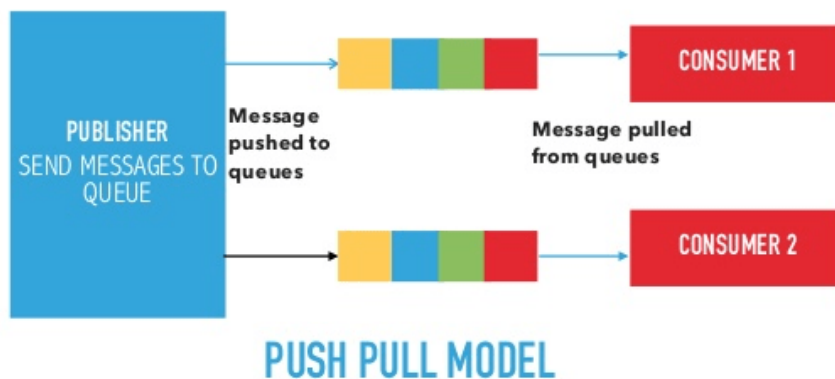 PUBLISHER
SEND MESSAGES TO
QUEUE
Message
pushed to
queues
Message pulled
from queues
CONSUMER 1
CONSUMER 2
PUSH PULL MODEL